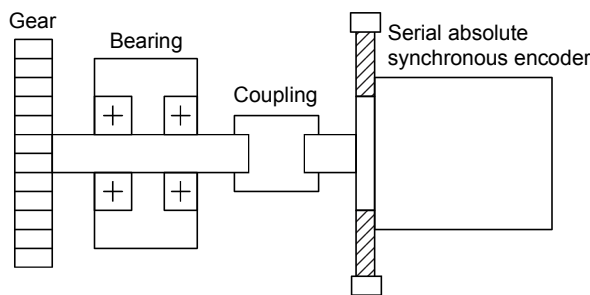 Gear
Bearing
Coupling
Serial absolute
synchronous encoder